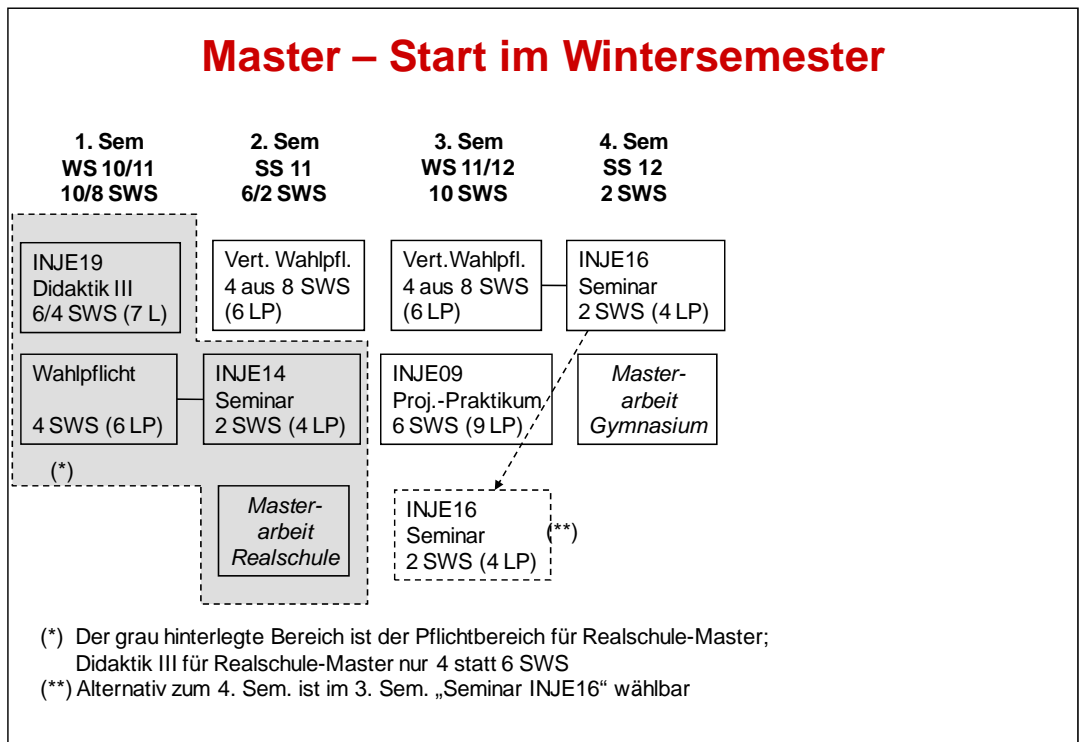 Master – Start im Wintersemester
1. Sem
WS 10/11
10/8 SWS
2. Sem
SS 11
6/2 SWS
3. Sem
WS 11/12
10 SWS
4. Sem
SS 12
2 SWS
INJE19
Didaktik III
6/4 SWS (7 L)
Vert. Wahlpfl.
4 aus 8 SWS
(6 LP)
Vert.Wahlpfl.
4 aus 8 SWS
(6 LP)
INJE16
Seminar
2 SWS (4 LP)
Wahlpflicht
4 SWS (6 LP)
INJE14
Seminar
2 SWS (4 LP)
INJE09
Proj.-Praktikum
6 SWS (9 LP)
Master-
arbeit
Gymnasium
(*)
Master-
arbeit
Realschule
INJE16
Seminar
2 SWS (4 LP)
(**)
(*) Der grau hinterlegte Bereich ist der Pflichtbereich für Realschule-Master;
Didaktik III für Realschule-Master nur 4 statt 6 SWS
(**) Alternativ zum 4. Sem. ist im 3. Sem. „Seminar INJE16“ wählbar